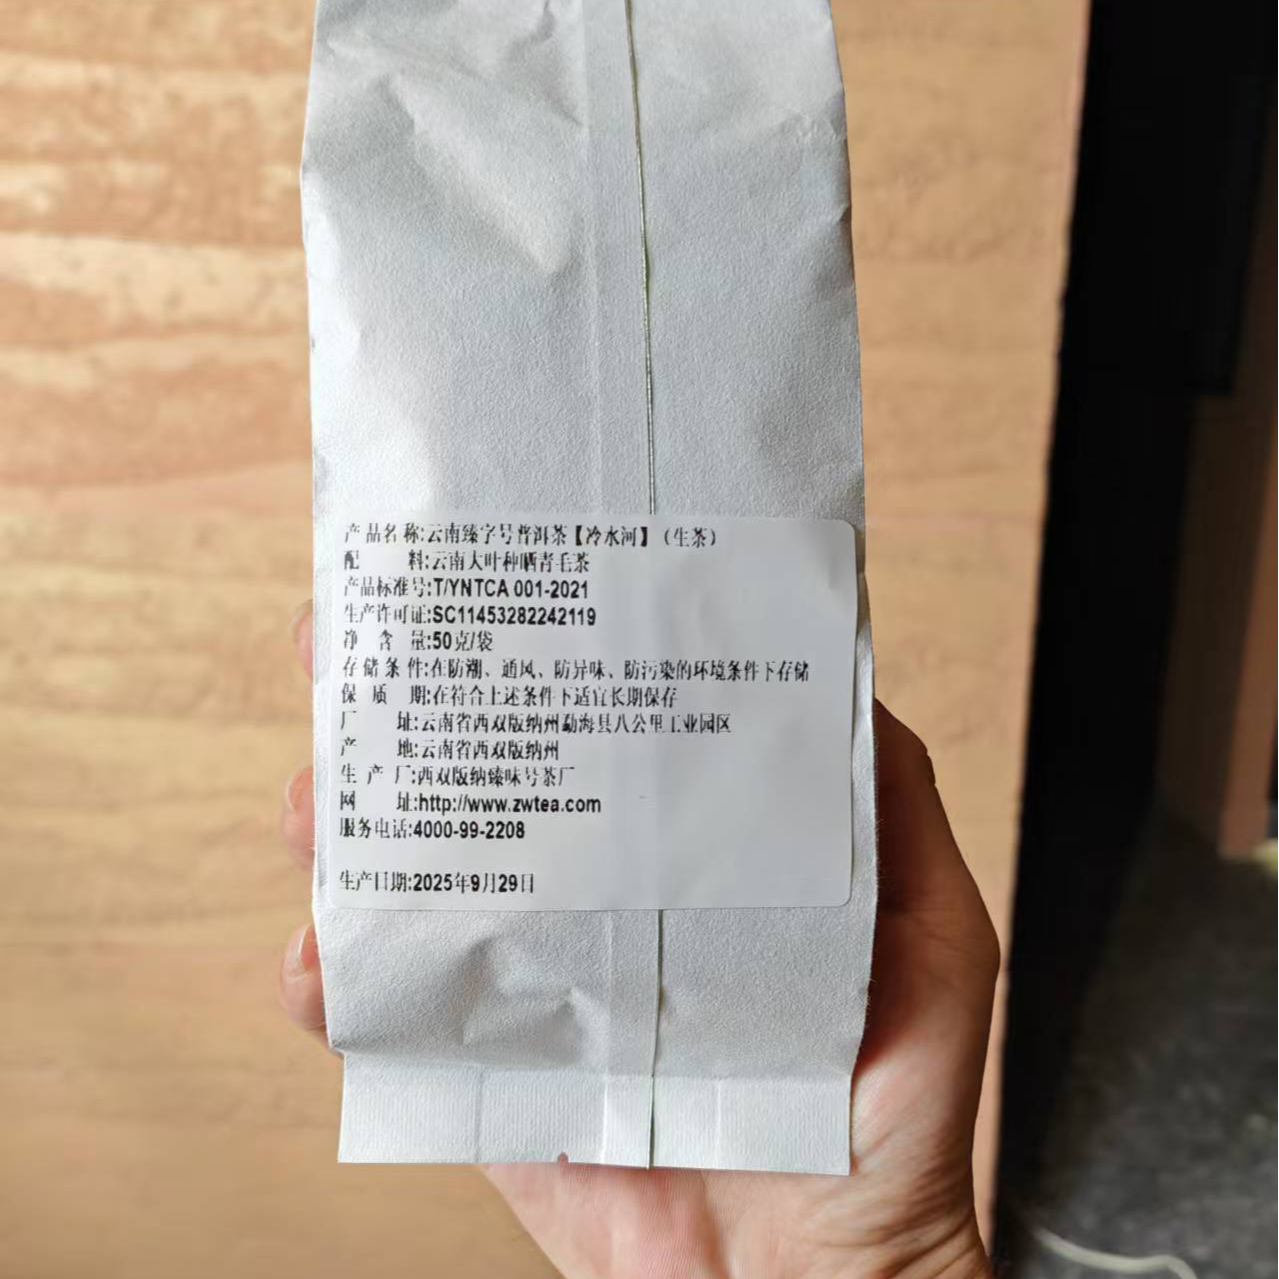 产品名称:云南臻字号普洱茶【冷水河】（生茶）
配料:云南大叶种晒青毛茶
产品标准号:T/YNTCA 001-2021
生产许可证:SC11453282242119
净含量:50克/袋
存储条件:在防潮、通风、防异味、防污染的环境条件下存储
保质期:在符合上述条件下适宜长期保存
厂址:云南省西双版纳州勐海县八公里工业园区
产地:云南省西双版纳州
生产厂:西双版纳臻味号茶厂
网址:http://www.zwtea.com
服务电话:4000-99-2208
生产日期:2025年9月29日